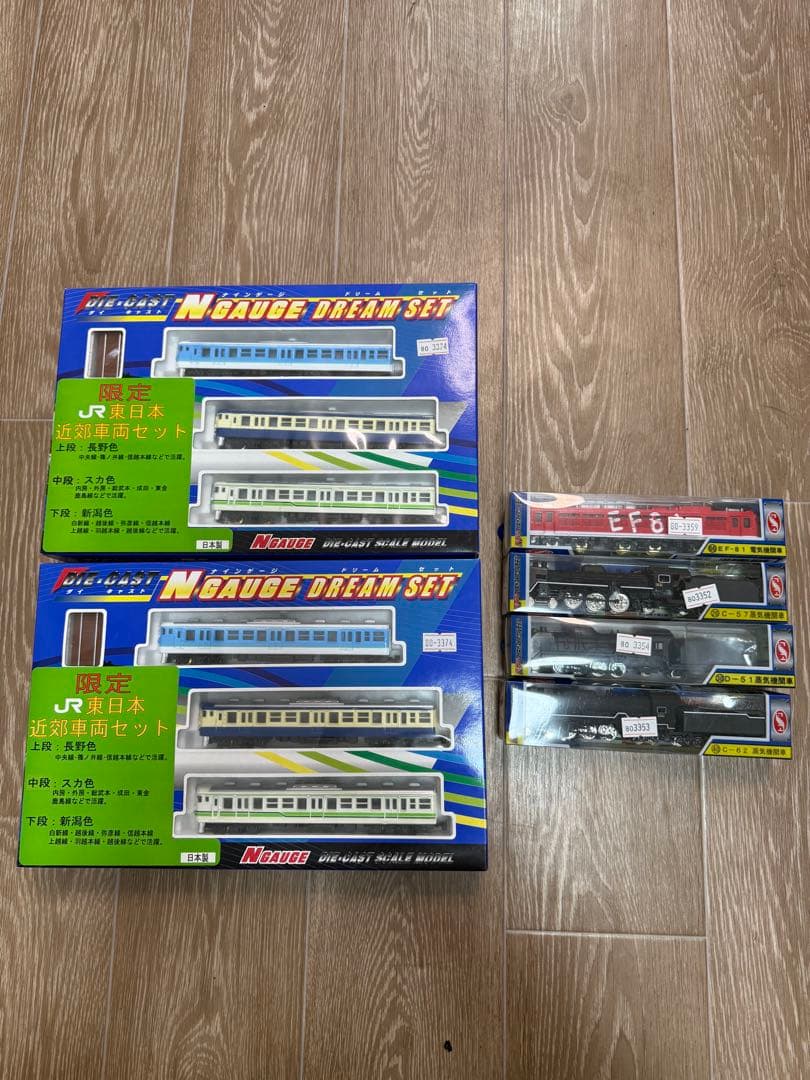 DIE-CAST
ダイ キャスト
ナインゲージ ドリーム セット
N GAUGE DREAM SET
80 3374
限定
JR東日本
近郊車両セット
上段:長野色
中央線・篠ノ井線・信越本線などで活躍。
中段:スカ色
内房・外房・総武本・成田・東金
鹿島線などで活躍。
下段:新潟色
白新線・越後線・弥彦線・信越本線
上越線・羽越本線・越後線などで活躍。
日本製
N GAUGE DIE-CAST SCALE MODEL
DIE-CAST
ダイ キャスト
ナインゲージ ドリーム セット
N GAUGE DREAM SET
80-3374
限定
JR東日本
近郊車両セット
上段:長野色
中央線・篠ノ井線・信越本線などで活躍。
中段:スカ色
内房・外房・総武本・成田・東金
鹿島線などで活躍。
下段:新潟色
白新線・越後線・弥彦線・信越本線
上越線・羽越本線・越後線などで活躍。
日本製
N GAUGE DIE-CAST SCALE MODEL
EF8
80-3359
EF-81 電気機関車
803352
C-57蒸気機関車
80 3354
D-51蒸気機関車
803353
C-62 蒸気機関車